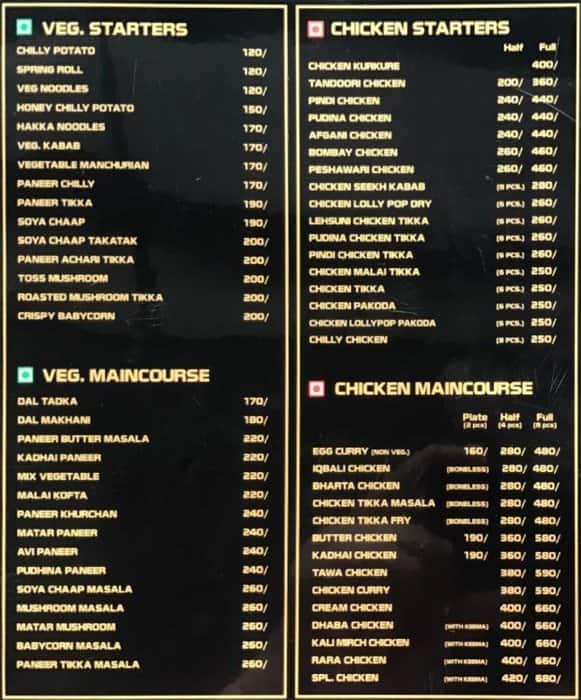 VEG. STARTERS
CHILLY POTATO 120/
SPRING ROLL 120/
VEG NOODLES 120/
HONEY CHILLY POTATO 150/
HAKKA NOODLES 170/
VEG. KABAB 170/
VEGETABLE MANCHURIAN 170/
PANEER CHILLY 170/
PANEER TIKKA 190/
SOYA CHAAP 190/
SOYA CHAAP TAKATAK 200/
PANEER ACHARI TIKKA 200/
TOSS MUSHROOM 200/
ROASTED MUSHROOM TIKKA 200/
CRISPY BABYCORN 200/
VEG. MAINCOURSE
DAL TADKA 170/
DAL MAKHANI 180/
PANEER BUTTER MASALA 220/
KADHAI PANEER 220/
MIX VEGETABLE 220/
MALAI KOFTA 220/
PANEER KHURCHAN 240/
MATAR PANEER 240/
AVI PANEER 240/
PUDHINA PANEER 240/
SOYA CHAAP MASALA 260/
MUSHROOM MASALA 260/
MATAR MUSHROOM 260/
BABYCORN MASALA 260/
PANEER TIKKA MASALA 260/
CHICKEN STARTERS
Half Full
CHICKEN KURKURE 400/
TANDOORI CHICKEN 200/ 360/
PINDI CHICKEN 240/ 440/
PUDINA CHICKEN 240/ 440/
AFGANI CHICKEN 240/ 440/
BOMBAY CHICKEN 260/ 460/
PESHAWARI CHICKEN 260/ 460/
CHICKEN SEEKH KABAB PCS.) 280/
CHICKEN LOLLY POP DRY PCS.) 260/
LEHSUNI CHICKEN TIKKA PCS.) 260/
PUDINA CHICKEN TIKKA PCS.) 260/
PINDI CHICKEN TIKKA PCS.) 260/
CHICKEN MALAI TIKKA PCS.) 250/
CHICKEN TIKKA PCS.) 250/
CHICKEN PAKODA PCS.) 250/
CHICKEN LOLLYPOP PAKODA PCS.) 250/
CHILLY CHICKEN PCS.) 250/
CHICKEN MAINCOURSE
Plate Half Full
(2 pcs) (4 pcs) (8 pcs)
EGG CURRY (NON VEG.) 160/ 280/ 480/
IQBALI CHICKEN (BONELESS) 280/ 480/
BHARTA CHICKEN (BONELESS) 280/ 480/
CHICKEN TIKKA MASALA (BONELESS) 280/ 480/
CHICKEN TIKKA FRY (BONELESS) 280/ 480/
BUTTER CHICKEN 190/ 360/ 580/
KADHAI CHICKEN 190/ 360/ 580/
TAWA CHICKEN 380/ 590/
CHICKEN CURRY 380/ 590/
CREAM CHICKEN 400/ 660/
DHABA CHICKEN (WITH KEEMA) 400/ 660/
KALI MIRCH CHICKEN (WITH KEEMA) 400/ 660/
RARA CHICKEN (WITH KEEMA) 400/ 660/
SPL. CHICKEN (WITH KEEMA) 420/ 680/